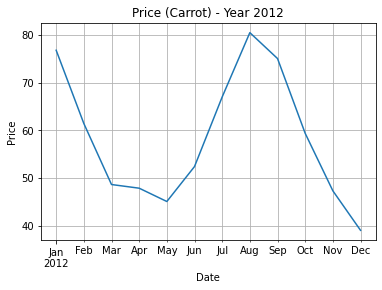 Price (Carrot) - Year 2012
80
70
60
50
40
Price
Jan Feb Mar Apr May Jun Jul Aug Sep Oct Nov Dec
2012
Date